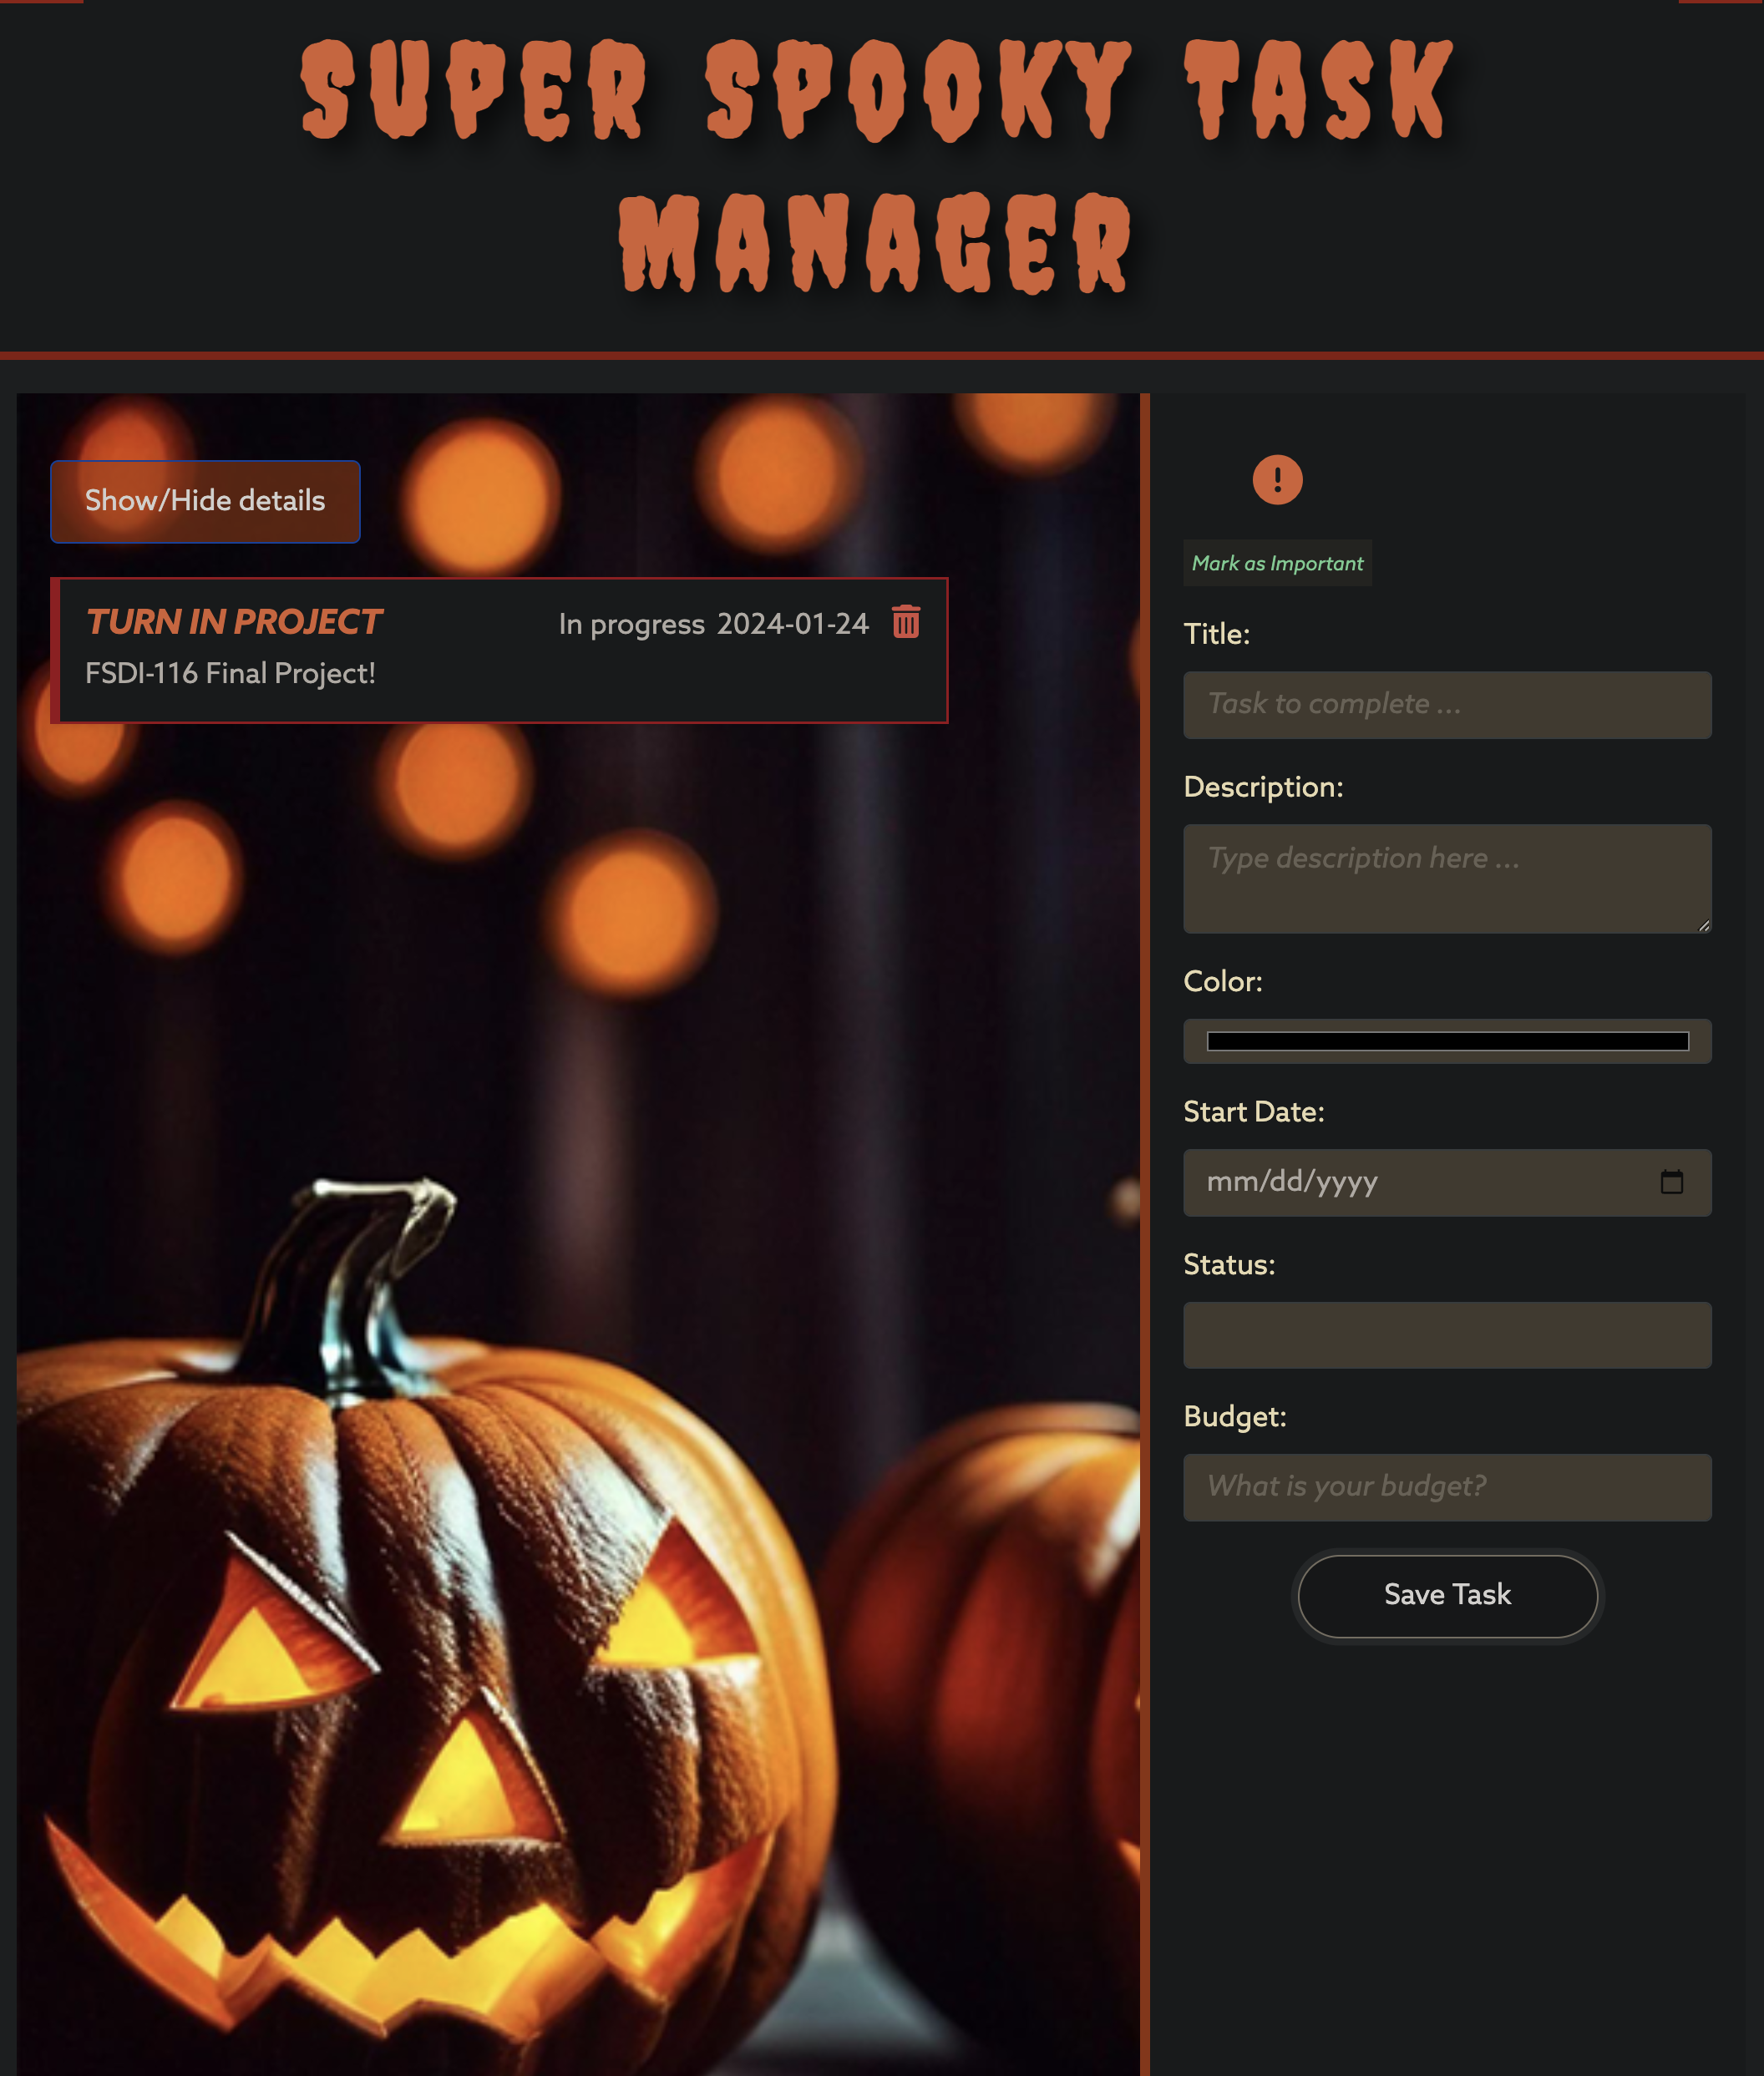 SUPER SPOOKY TASK
MANAGER
Show/Hide details
TURN IN PROJECT
In progress 2024-01-24
FSDI-116 Final Project!
Mark as Important
Title:
Task to complete ...
Description:
Type description here ...
Color:
Start Date:
mm/dd/yyyy
Status:
Budget:
What is your budget?
Save Task